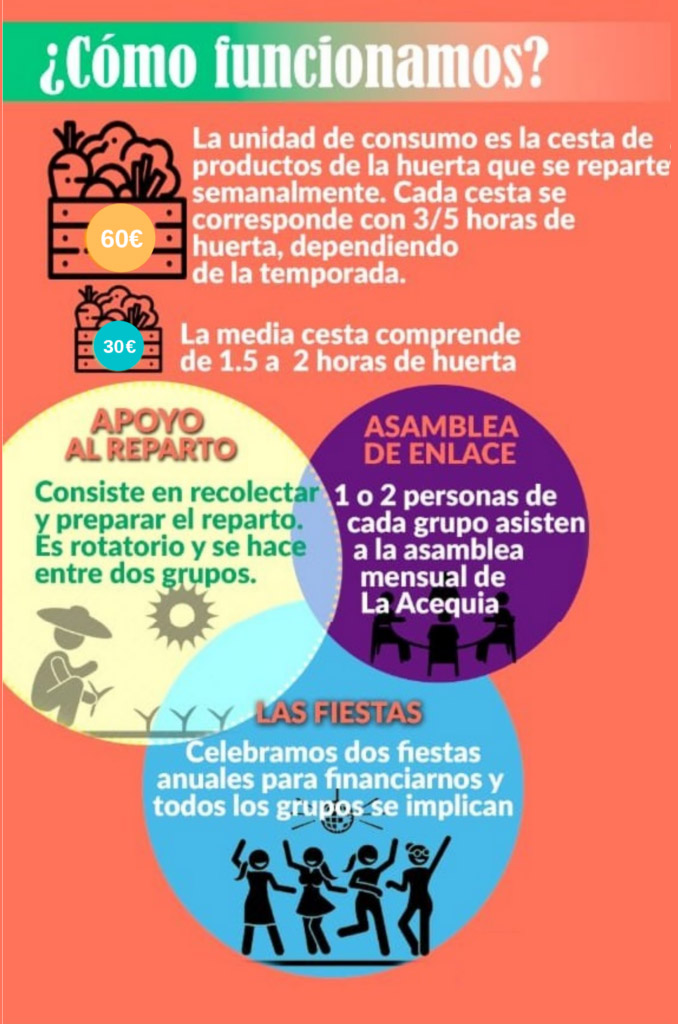 ¿Cómo funcionamos?
La unidad de consumo es la cesta de
productos de la huerta que se reparte
semanalmente. Cada cesta se
corresponde con 3/5 horas de
huerta, dependiendo
de la temporada.
60€
La media cesta comprende
de 1.5 a 2 horas de huerta
30€
APOYO
AL REPARTO
Consiste en recolectar
y preparar el reparto.
Es rotatorio y se hace
entre dos grupos.
ASAMBLEA
DE ENLACE
1 o 2 personas de
cada grupo asisten
a la asamblea
mensual de
La Acequia
LAS FIESTAS
Celebramos dos fiestas
anuales para financiarnos y
todos los grupos se implican